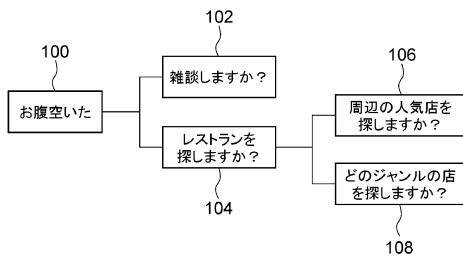 102
雑談しますか？
100
お腹空いた
レストランを
探しますか？
104
106
周辺の人気店を
探しますか？
どのジャンルの店
を探しますか？
108